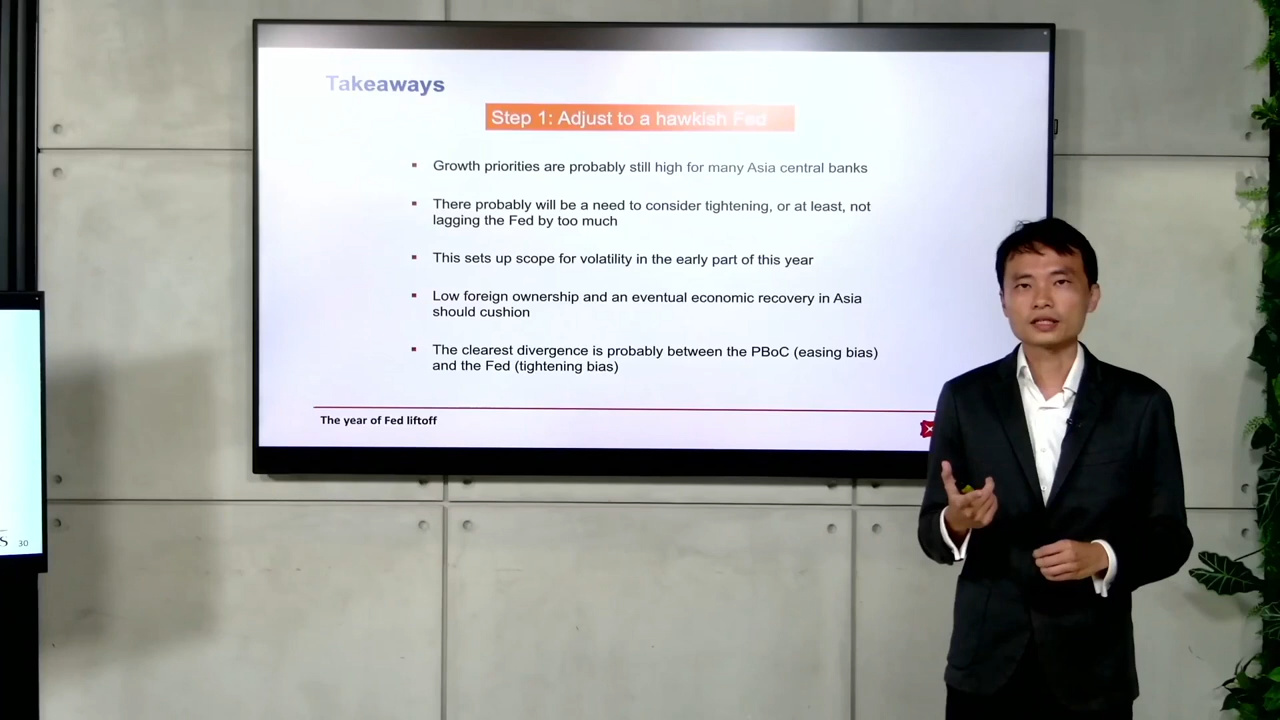 Takeaways
Step 1: Adjust to a hawkish Fed
Growth priorities are probably still high for many Asia central banks
There probably will be a need to consider tightening, or at least, not
lagging the Fed by too much
This sets up scope for volatility in the early part of this year
Low foreign ownership and an eventual economic recovery in Asia
should cushion
The clearest divergence is probably between the PBoC (easing bias)
and the Fed (tightening bias)
The year of Fed liftoff
S 30